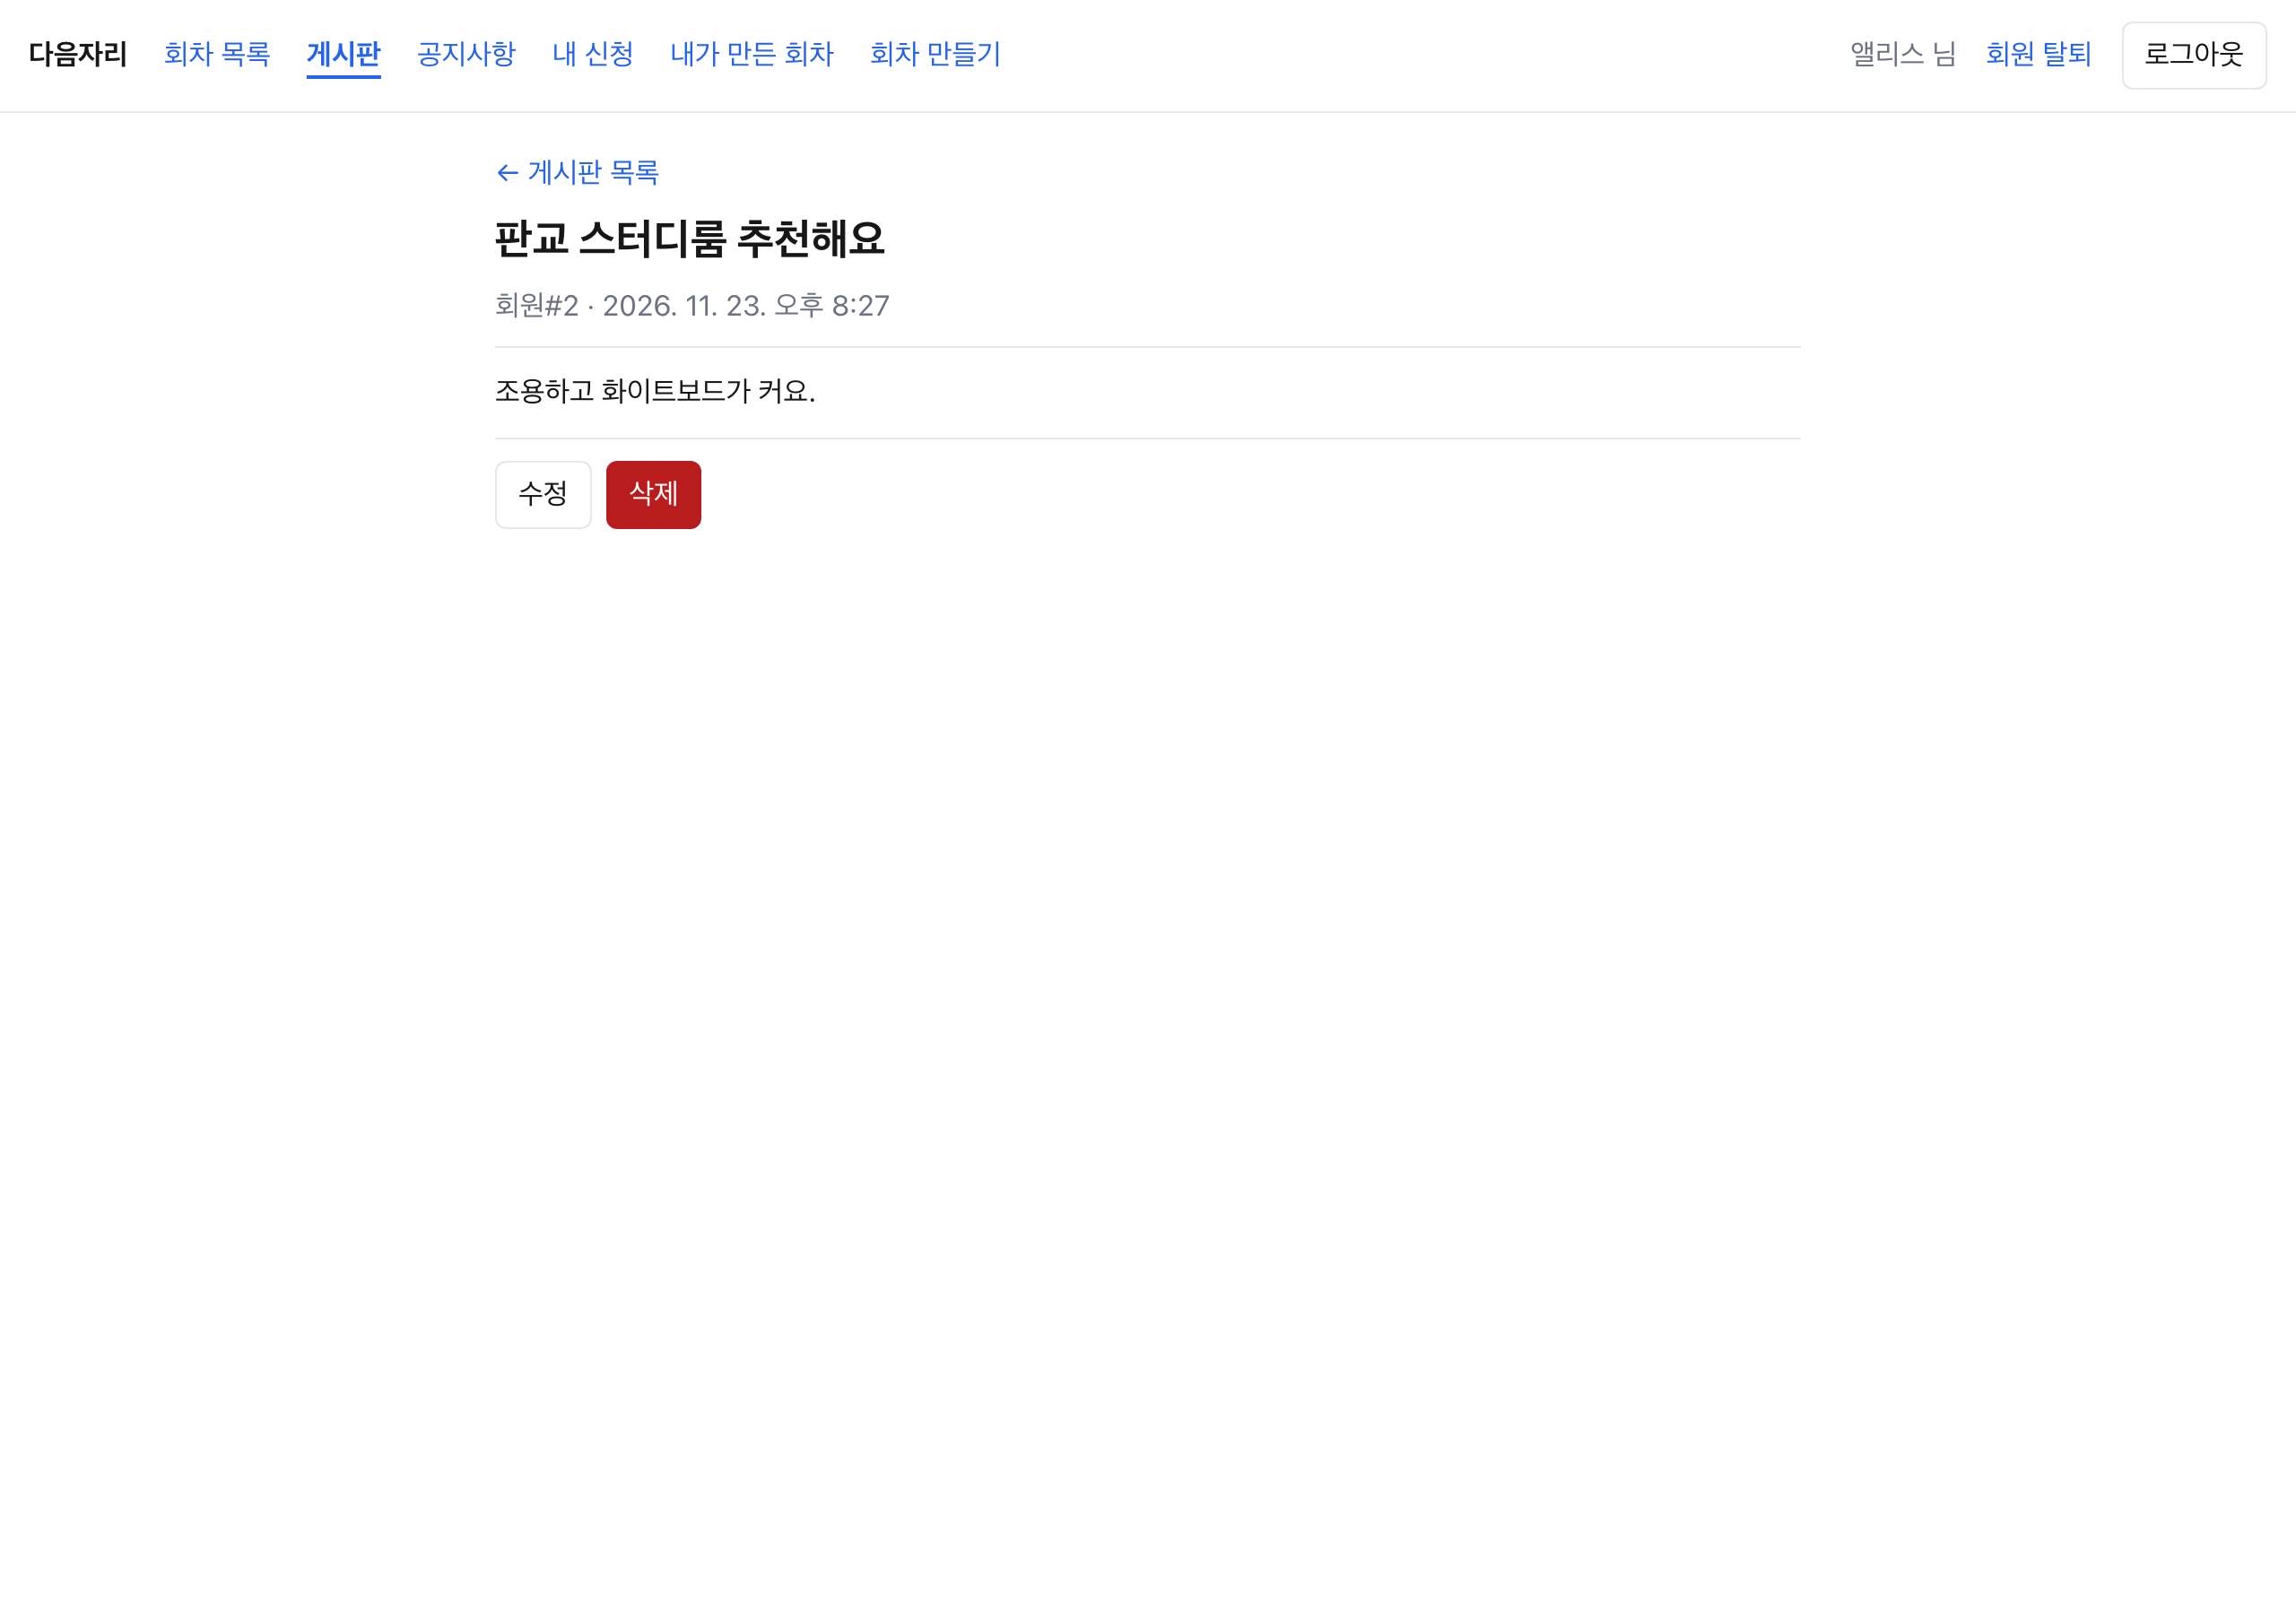 다음자리 회차 목록 게시판 공지사항 내 신청 내가 만든 회차 회차 만들기 앨리스 님 회원 탈퇴 로그아웃
← 게시판 목록
판교 스터디룸 추천해요
회원#2 · 2026. 11. 23. 오후 8:27
조용하고 화이트보드가 커요.
수정 삭제